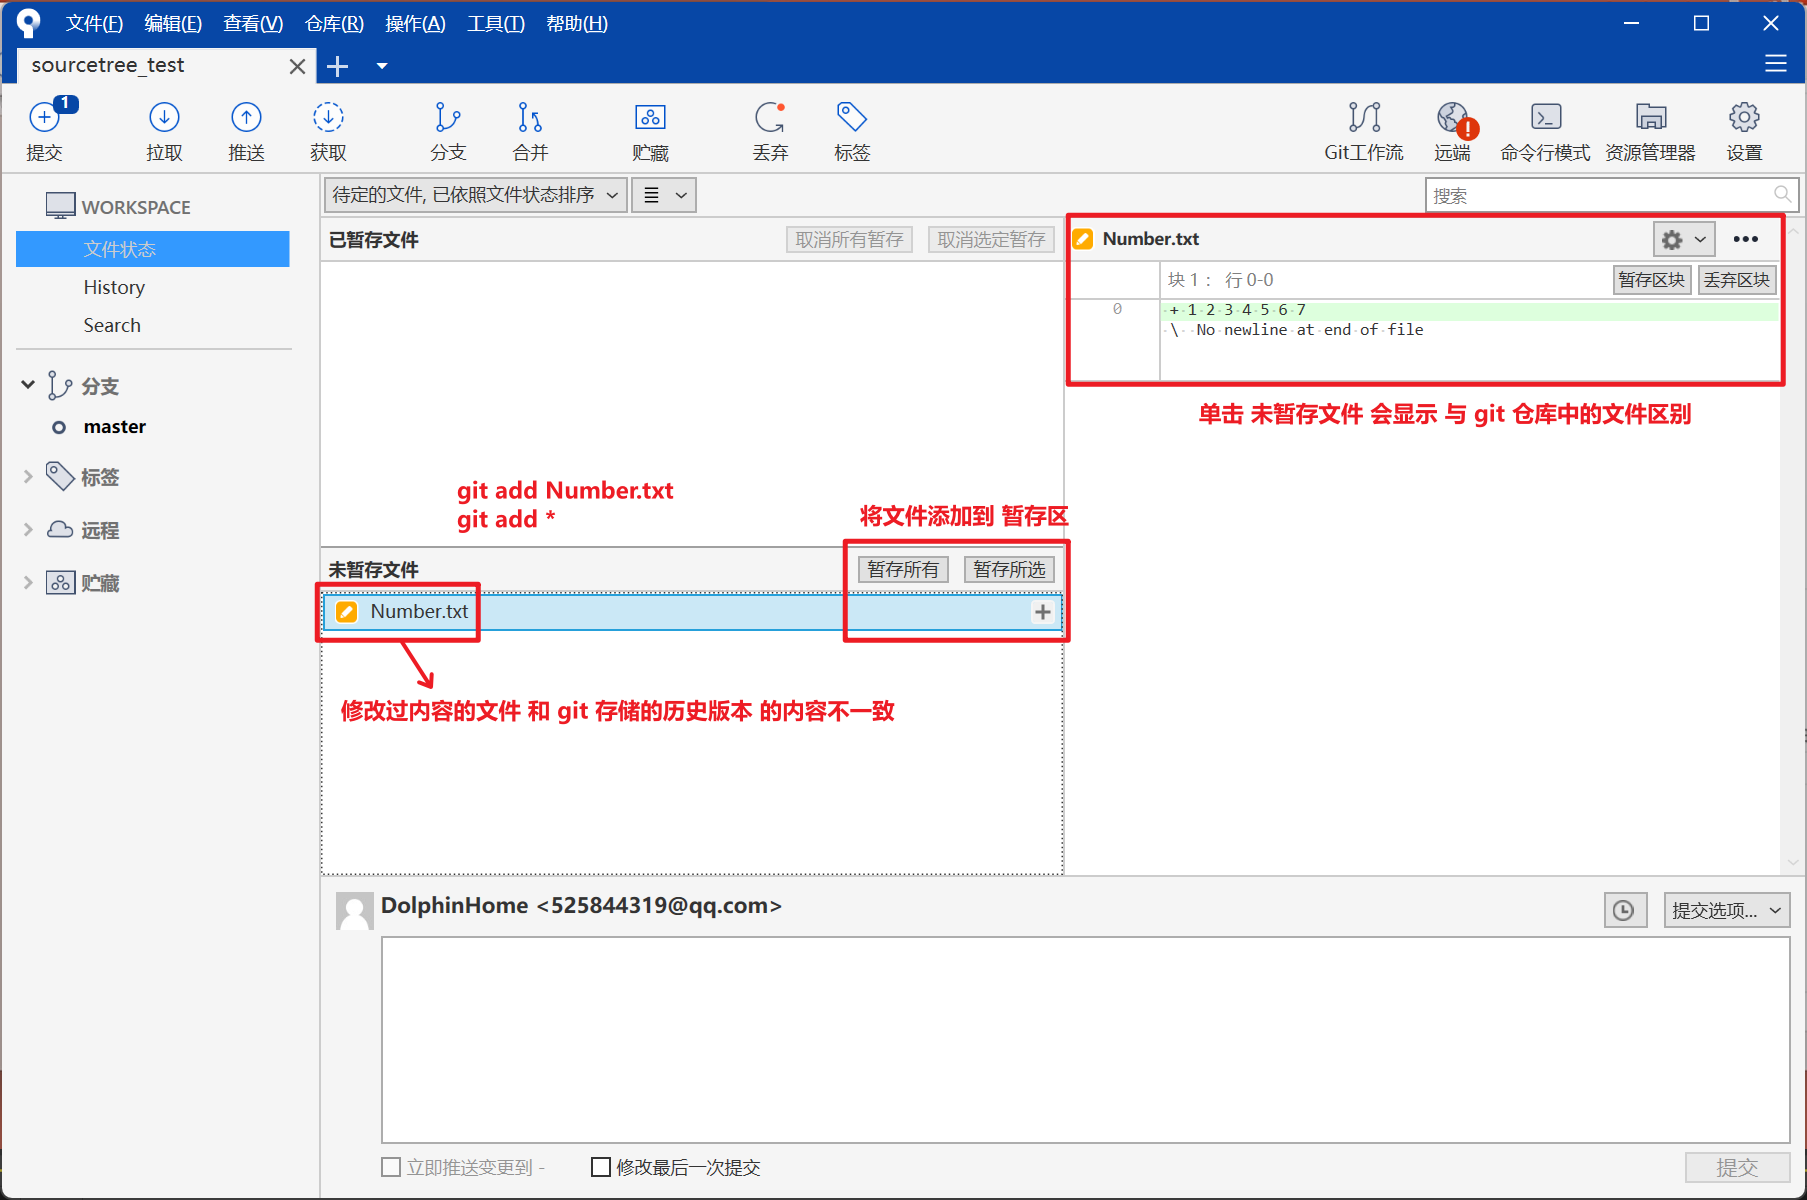 文件(F) 编辑(E) 查看(V) 仓库(R) 操作(A) 工具(T) 帮助(H)
sourcetree_test
1
提交 拉取 推送 获取 分支 合并 贮藏 丢弃 标签 Git工作流 远端 命令行模式 资源管理器 设置
WORKSPACE
文件状态
History
Search
分支
master
标签
远程
贮藏
待定的文件, 已依照文件状态排序
搜索
已暂存文件 取消所有暂存 取消选定暂存
Number.txt
块 1： 行 0-0 暂存区块 丢弃区块
0 + 1 2 3 4 5 6 7
\ No newline at end of file
单击 未暂存文件 会显示 与 git 仓库中的文件区别
git add Number.txt
git add *
将文件添加到 暂存区
未暂存文件 暂存所有 暂存所选
Number.txt
修改过内容的文件 和 git 存储的历史版本 的内容不一致
DolphinHome <525844319@qq.com>
提交选项...
立即推送变更到 -
修改最后一次提交
提交